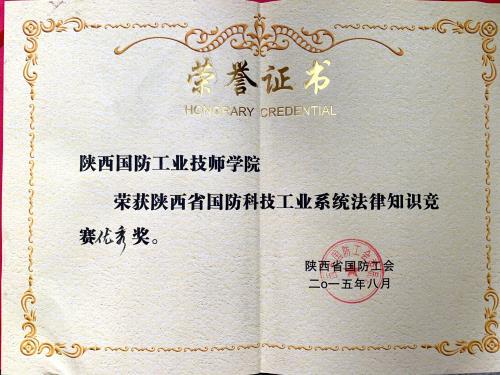 荣誉证书
HONORARY CREDENTIAL
陕西国防工业技师学院
荣获陕西省国防科技工业系统法律知识竞
赛优秀奖。
陕西省国防工会
二〇一五年八月